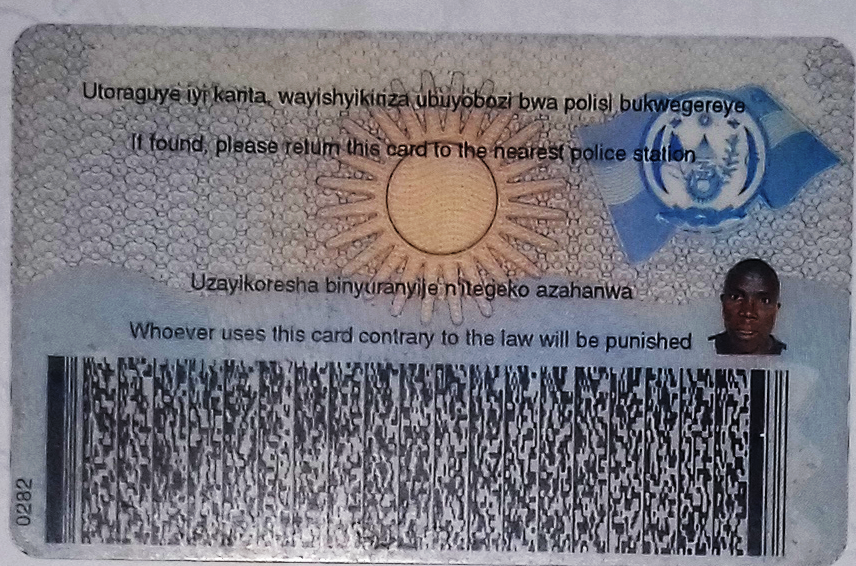 Utoraguye iyi karita, wayishyikiriza ubuyobozi bwa polisi bukwegereye
If found, please return this card to the nearest police station
Uzayikoresha binyuranyije n'itegeko azahanwa
Whoever uses this card contrary to the law will be punished
0282